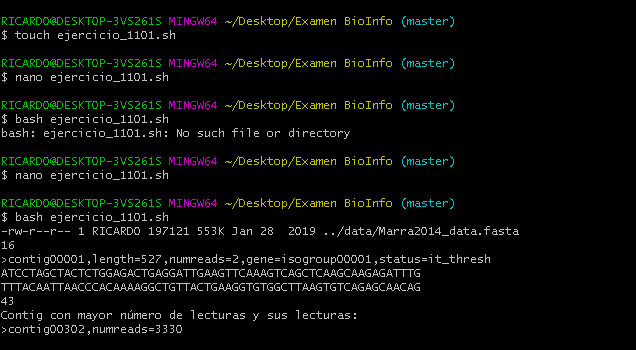 RICARDO@DESKTOP-3VS261S MINGW64 ~/Desktop/Examen BioInfo (master)
$ touch ejercicio_1101.sh
RICARDO@DESKTOP-3VS261S MINGW64 ~/Desktop/Examen BioInfo (master)
$ nano ejercicio_1101.sh
RICARDO@DESKTOP-3VS261S MINGW64 ~/Desktop/Examen BioInfo (master)
$ bash ejercicio_1101.sh
bash: ejercicio_1101.sh: No such file or directory
RICARDO@DESKTOP-3VS261S MINGW64 ~/Desktop/Examen BioInfo (master)
$ nano ejercicio_1101.sh
RICARDO@DESKTOP-3VS261S MINGW64 ~/Desktop/Examen BioInfo (master)
$ bash ejercicio_1101.sh
-rw-r--r-- 1 RICARDO 197121 553K Jan 28  2019 ../data/Marra2014_data.fasta
16
>contig00001,length=527,numreads=2,gene=isogroup00001,status=it_thresh
ATCCTAGCTACTCTGGAGACTGAGGATTGAAGTTCAAAGTCAGCTCAAGCAAGAGATTTG
TTTACAATTAACCCACAAAAGGCTGTTACTGAAGGTGTGGCTTAAGTGTCAGAGCAACAG
43
Contig con mayor número de lecturas y sus lecturas:
>contig00302,numreads=3330